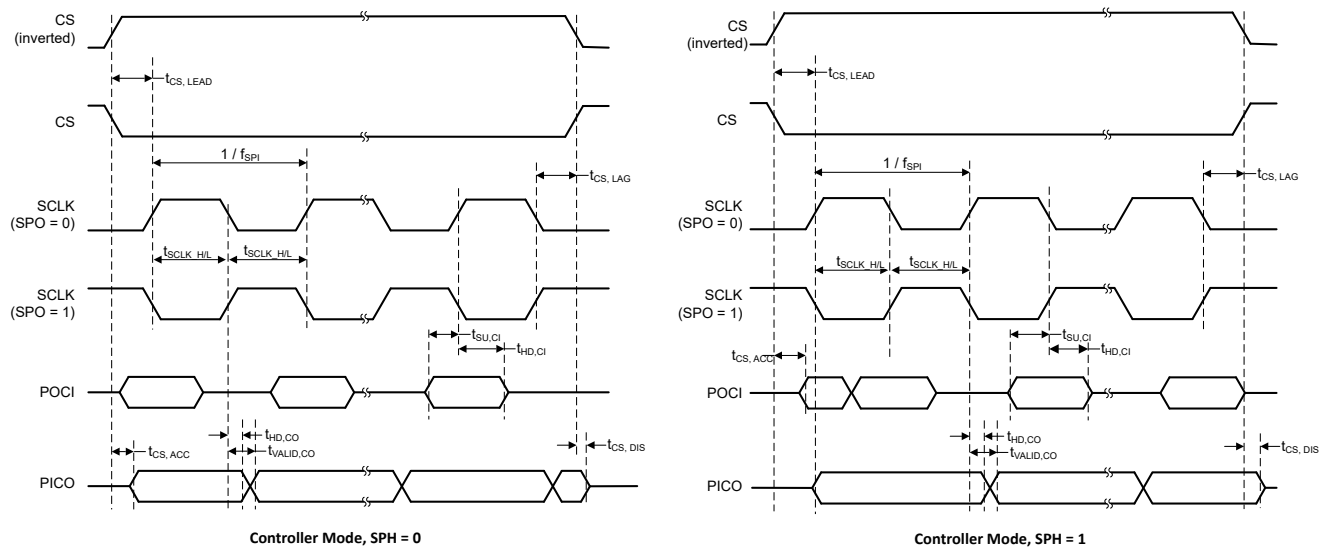 CS
(inverted)
tCS, LEAD
CS
1 / fSPI
tCS, LAG
SCLK
(SPO = 0)
tSCLK_H/L
tSCLK_H/L
SCLK
(SPO = 1)
tSU,CI
tHD,CI
POCI
tHD,CO
tVALID,CO
tCS, ACC
tCS, DIS
PICO
Controller Mode, SPH = 0
CS
(inverted)
tCS, LEAD
CS
1 / fSPI
tCS, LAG
SCLK
(SPO = 0)
tSCLK_H/L
tSCLK_H/L
SCLK
(SPO = 1)
tSU,CI
tHD,CI
tCS, ACC
POCI
tHD,CO
tVALID,CO
tCS, DIS
PICO
Controller Mode, SPH = 1